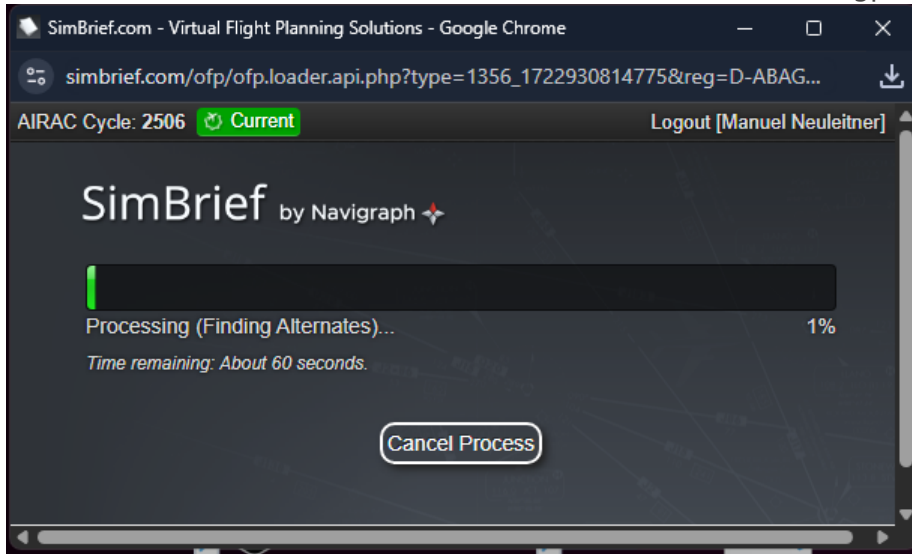 SimBrief.com - Virtual Flight Planning Solutions - Google Chrome
simbrief.com/ofp/ofp.loader.api.php?type=1356_1722930814775&reg=D-ABAG...
AIRAC Cycle: 2506 Current Logout [Manuel Neuleitner]
SimBrief by Navigraph
Processing (Finding Alternates)... 1%
Time remaining: About 60 seconds.
Cancel Process